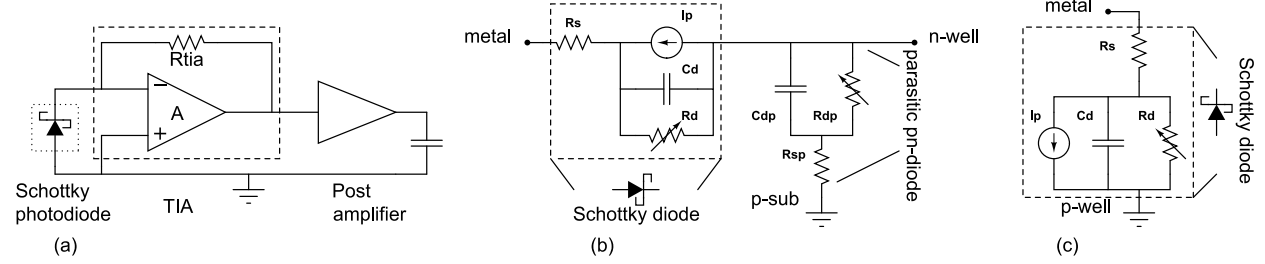 Rtia
−
A
+
Schottky
photodiode
TIA
Post
amplifier
(a)
metal
Rs
Ip
Cd
Rd
n-well
Cdp
Rdp
Rsp
parasitic pn-diode
p-sub
Schottky diode
(b)
metal
Rs
Ip
Cd
Rd
p-well
Schottky diode
(c)